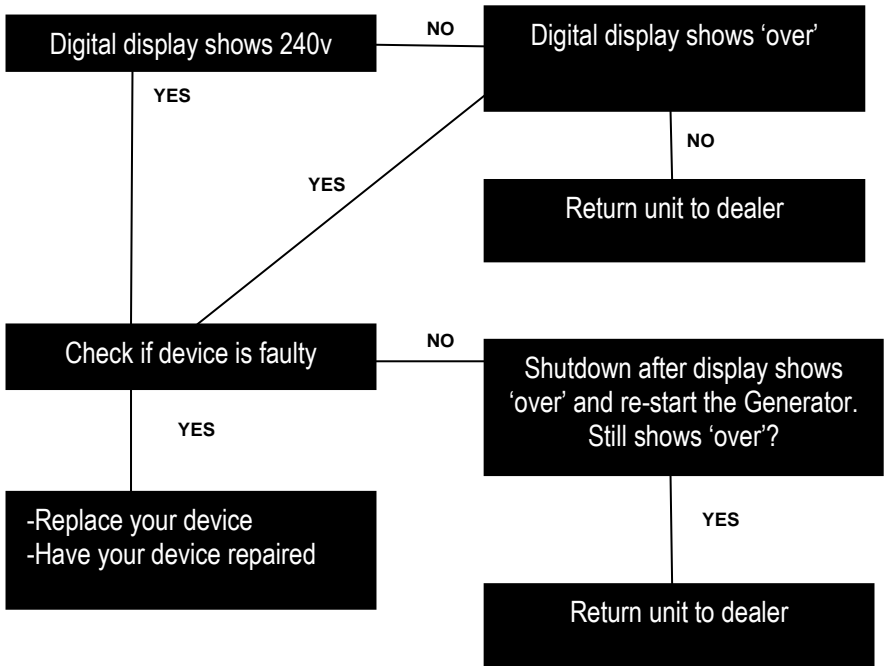 Digital display shows 240v
NO
Digital display shows ‘over’
YES
NO
YES
Return unit to dealer
Check if device is faulty
NO
Shutdown after display shows
‘over’ and re-start the Generator.
Still shows ‘over’?
YES
-Replace your device
-Have your device repaired
YES
Return unit to dealer